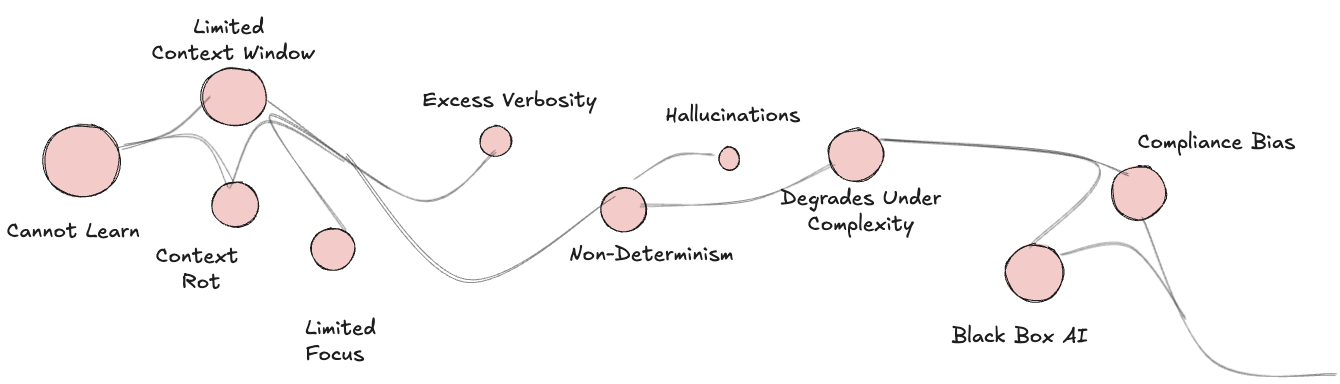 Limited
Context Window
Cannot Learn
Context
Rot
Limited
Focus
Excess Verbosity
Non-Determinism
Hallucinations
Degrades Under
Complexity
Black Box AI
Compliance Bias